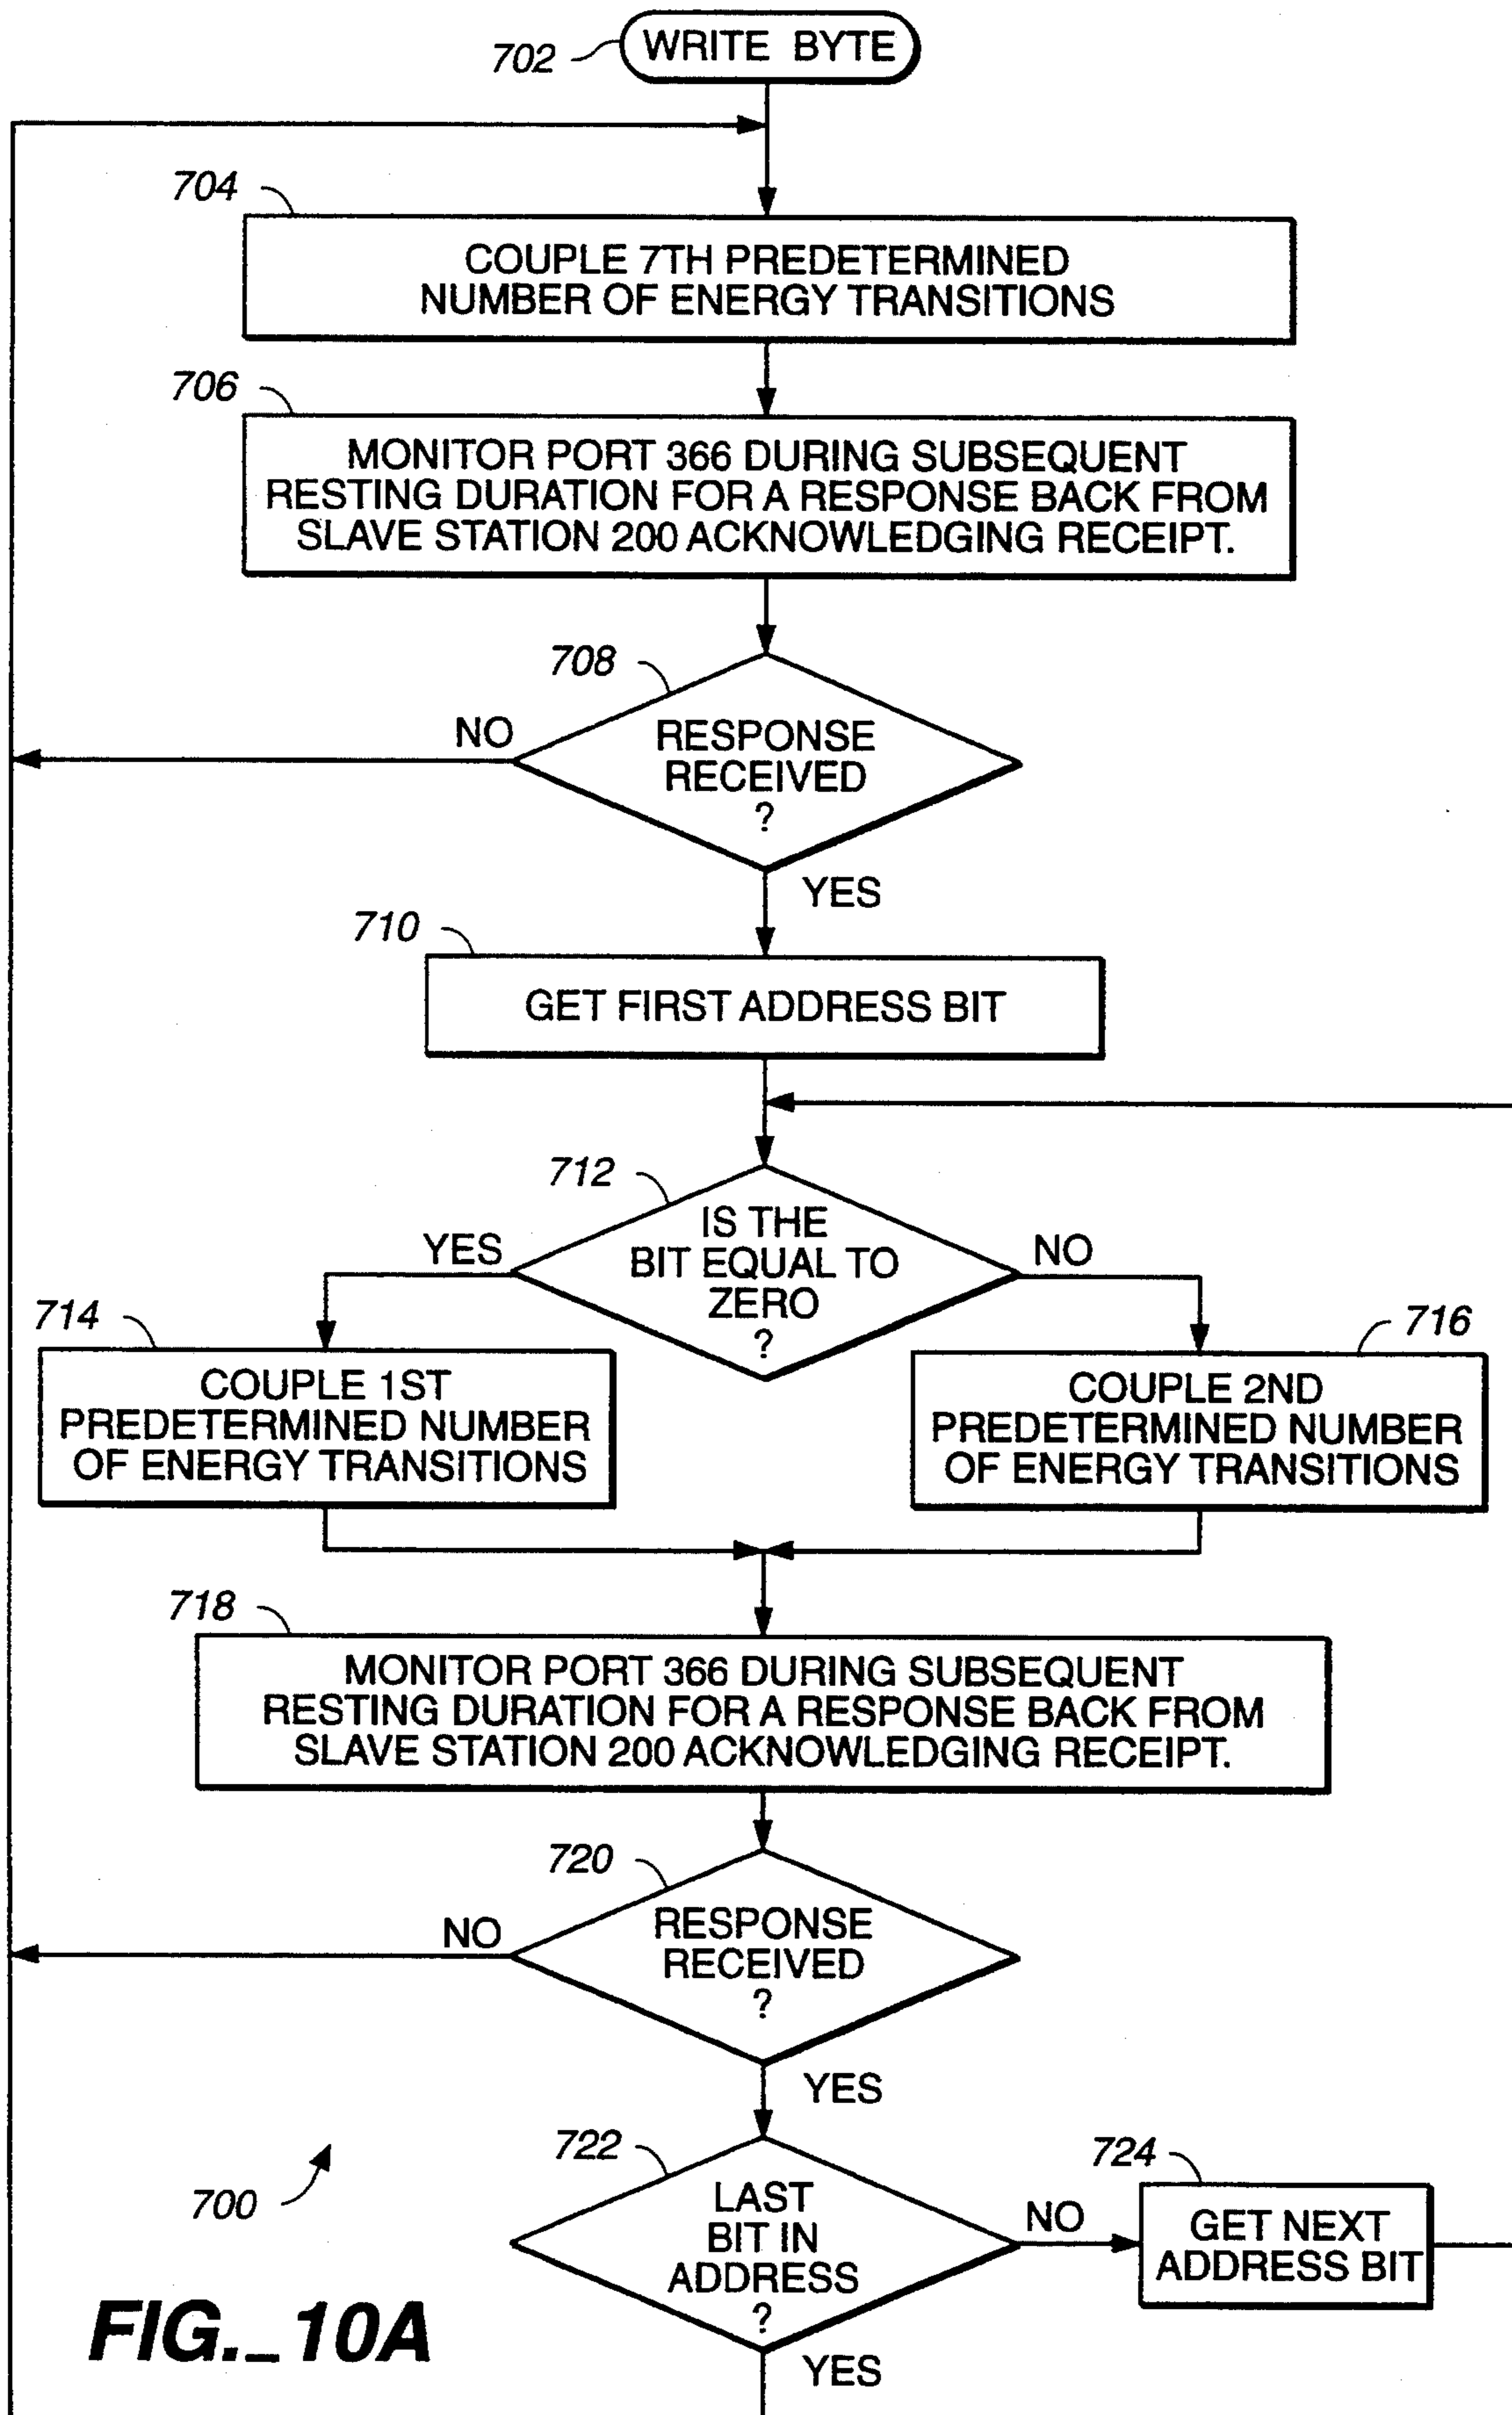 702
WRITE BYTE
704
COUPLE 7TH PREDETERMINED
NUMBER OF ENERGY TRANSITIONS
706
MONITOR PORT 366 DURING SUBSEQUENT
RESTING DURATION FOR A RESPONSE BACK FROM
SLAVE STATION 200 ACKNOWLEDGING RECEIPT.
708
NO
RESPONSE
RECEIVED
?
YES
710
GET FIRST ADDRESS BIT
712
YES
IS THE
BIT EQUAL TO
ZERO
?
NO
714
COUPLE 1ST
PREDETERMINED NUMBER
OF ENERGY TRANSITIONS
716
COUPLE 2ND
PREDETERMINED NUMBER
OF ENERGY TRANSITIONS
718
MONITOR PORT 366 DURING SUBSEQUENT
RESTING DURATION FOR A RESPONSE BACK FROM
SLAVE STATION 200 ACKNOWLEDGING RECEIPT.
720
NO
RESPONSE
RECEIVED
?
YES
722
LAST
BIT IN
ADDRESS
?
NO
724
GET NEXT
ADDRESS BIT
YES
700
FIG._10A